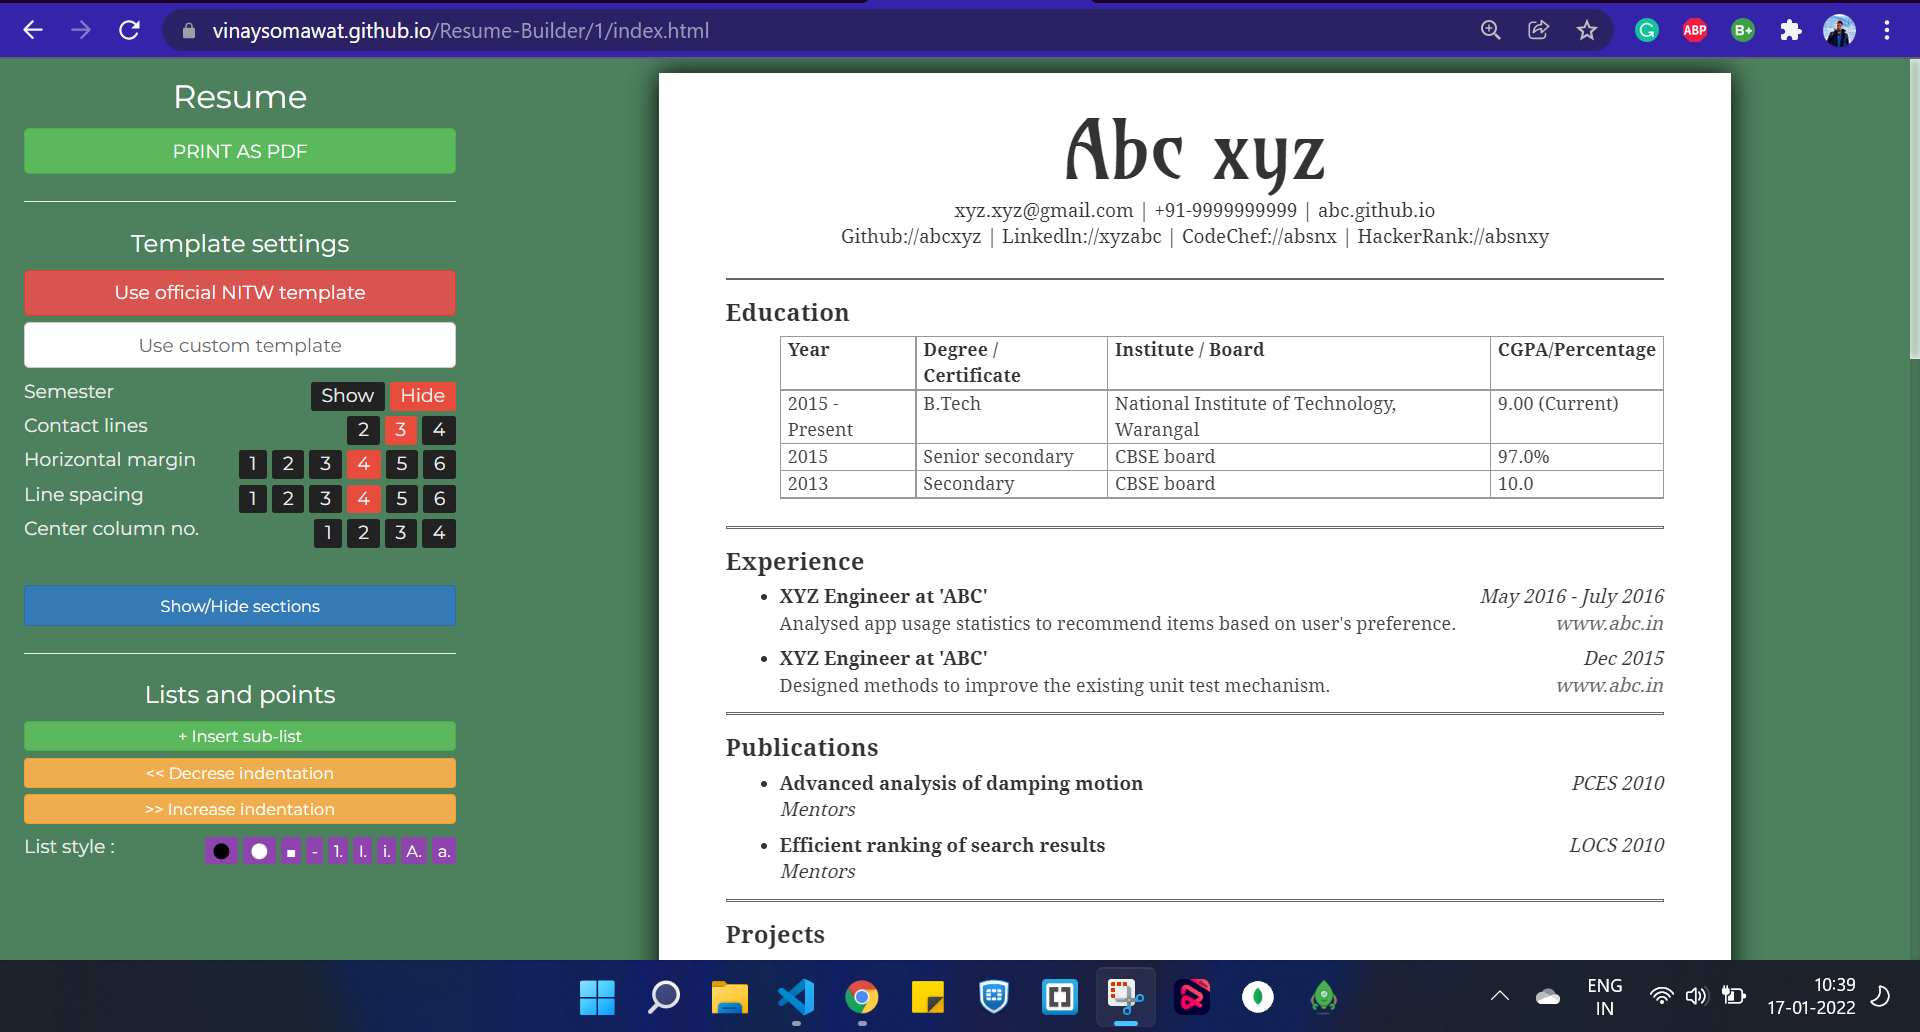 vinaysomawat.github.io/Resume-Builder/1/index.html
G
ABP
B+
Resume
PRINT AS PDF
Template settings
Use official NITW template
Use custom template
Semester Show Hide
Contact lines 2 3 4
Horizontal margin 1 2 3 4 5 6
Line spacing 1 2 3 4 5 6
Center column no. 1 2 3 4
Show/Hide sections
Lists and points
+ Insert sub-list
<< Decrese indentation
>> Increase indentation
List style : - 1. I. i. A. a.
Abc xyz
xyz.xyz@gmail.com | +91-9999999999 | abc.github.io
Github://abcxyz | Linkedln://xyzabc | CodeChef://absnx | HackerRank://absnxy
Education
Year Degree / Certificate Institute / Board CGPA/Percentage
2015 - Present B.Tech National Institute of Technology, Warangal 9.00 (Current)
2015 Senior secondary CBSE board 97.0%
2013 Secondary CBSE board 10.0
Experience
• XYZ Engineer at 'ABC' May 2016 - July 2016
Analysed app usage statistics to recommend items based on user's preference. www.abc.in
• XYZ Engineer at 'ABC' Dec 2015
Designed methods to improve the existing unit test mechanism. www.abc.in
Publications
• Advanced analysis of damping motion PCES 2010
Mentors
• Efficient ranking of search results LOCS 2010
Mentors
Projects
ENG
IN
10:39
17-01-2022